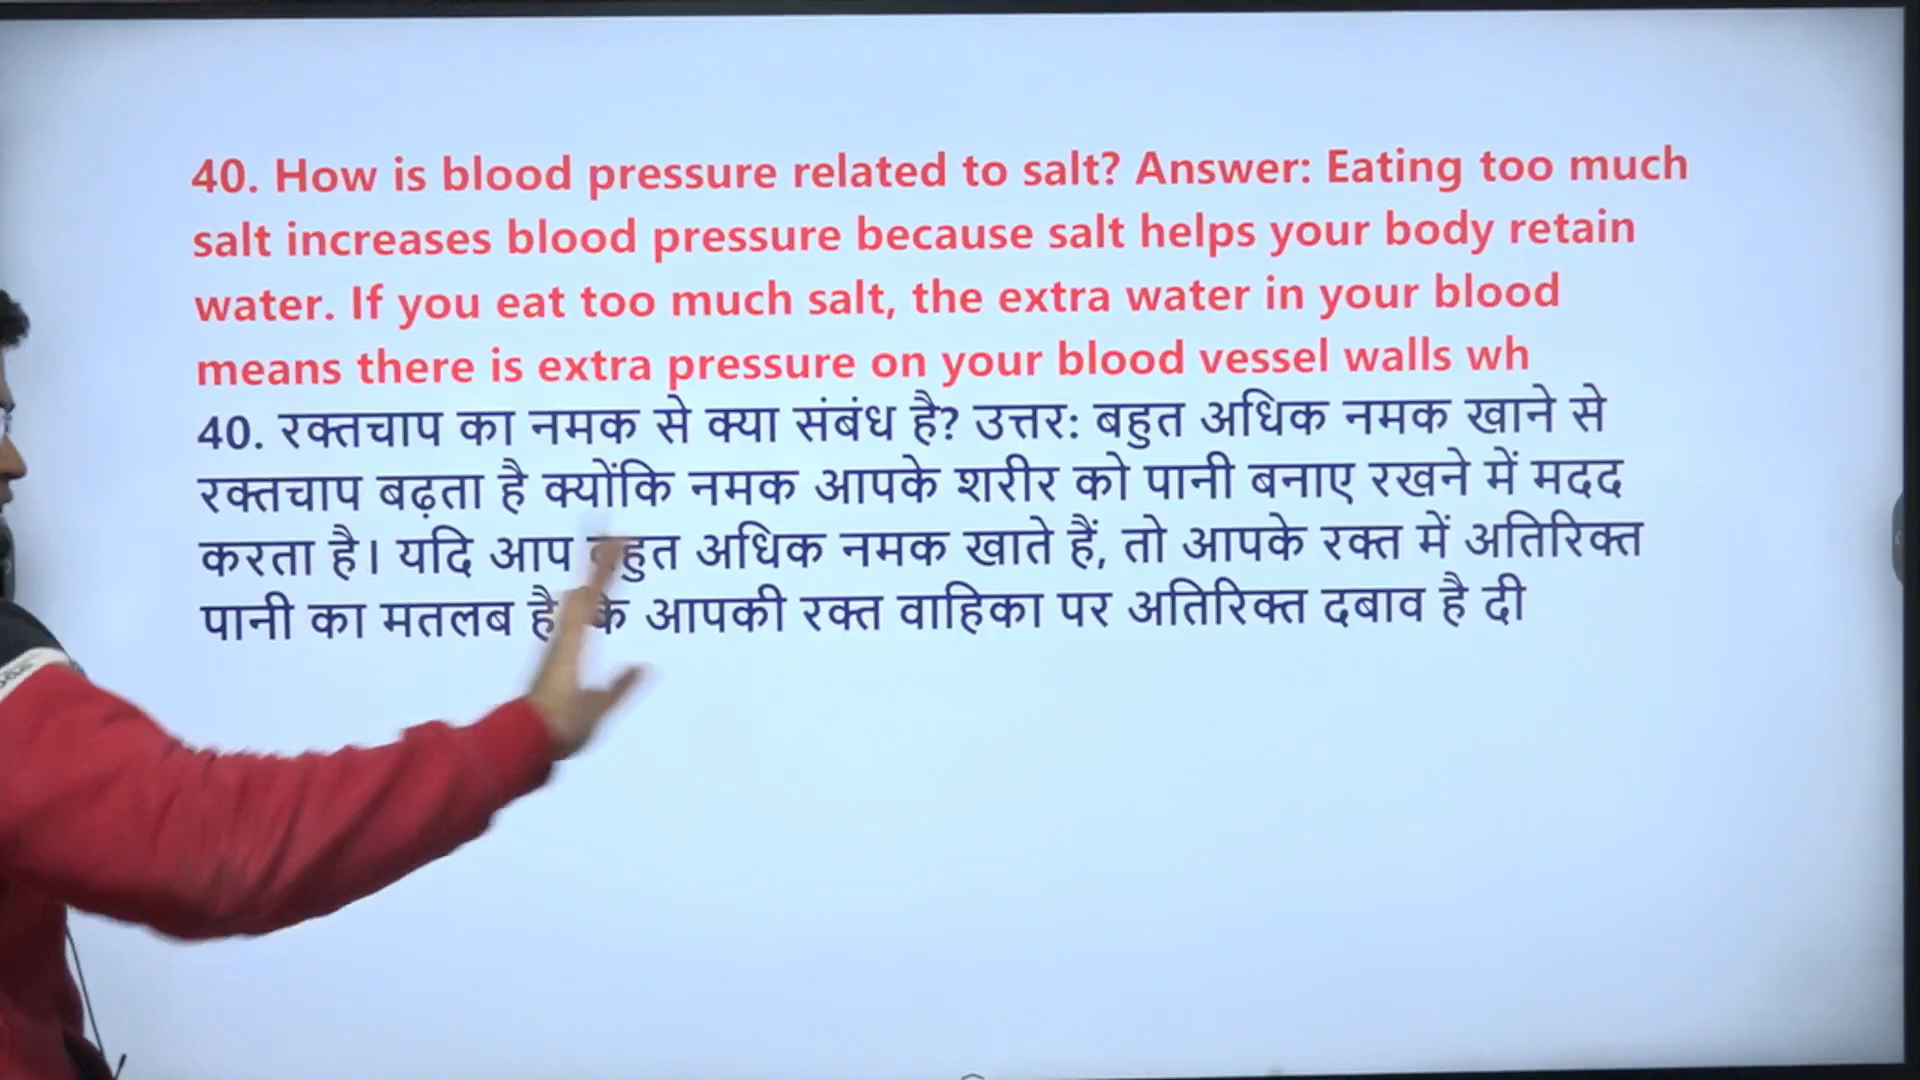 40. How is blood pressure related to salt? Answer: Eating too much
salt increases blood pressure because salt helps your body retain
water. If you eat too much salt, the extra water in your blood
means there is extra pressure on your blood vessel walls wh
40. रक्तचाप का नमक से क्या संबंध है? उत्तर: बहुत अधिक नमक खाने से
रक्तचाप बढ़ता है क्योंकि नमक आपके शरीर को पानी बनाए रखने में मदद
करता है। यदि आप बहुत अधिक नमक खाते हैं, तो आपके रक्त में अतिरिक्त
पानी का मतलब है आपकी रक्त वाहिका पर अतिरिक्त दबाव है दी